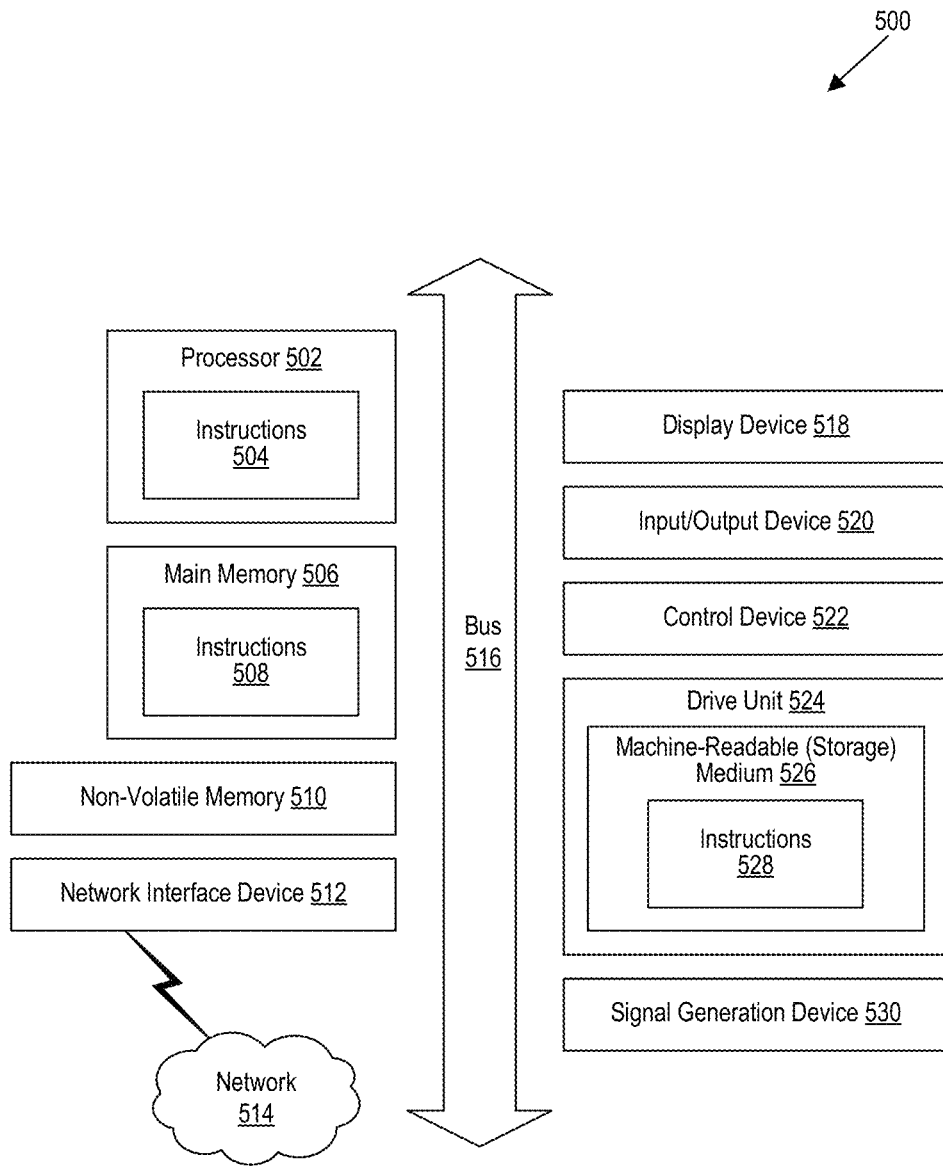 500
Processor 502
Instructions
504
Main Memory 506
Instructions
508
Non-Volatile Memory 510
Network Interface Device 512
Network
514
Bus
516
Display Device 518
Input/Output Device 520
Control Device 522
Drive Unit 524
Machine-Readable (Storage)
Medium 526
Instructions
528
Signal Generation Device 530